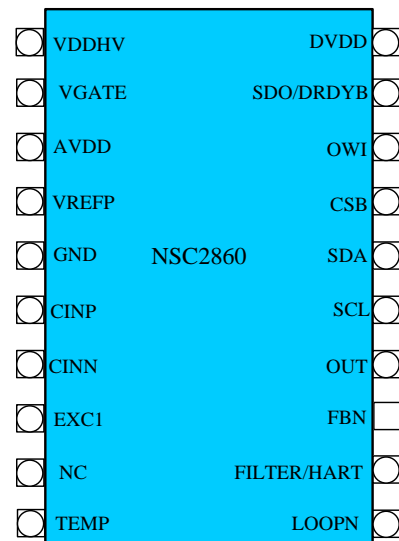 VDDHV DVDD
VGATE SDO/DRDYB
AVDD OWI
VREFP CSB
GND NSC2860 SDA
CINP SCL
CINN OUT
EXC1 FBN
NC FILTER/HART
TEMP LOOPN